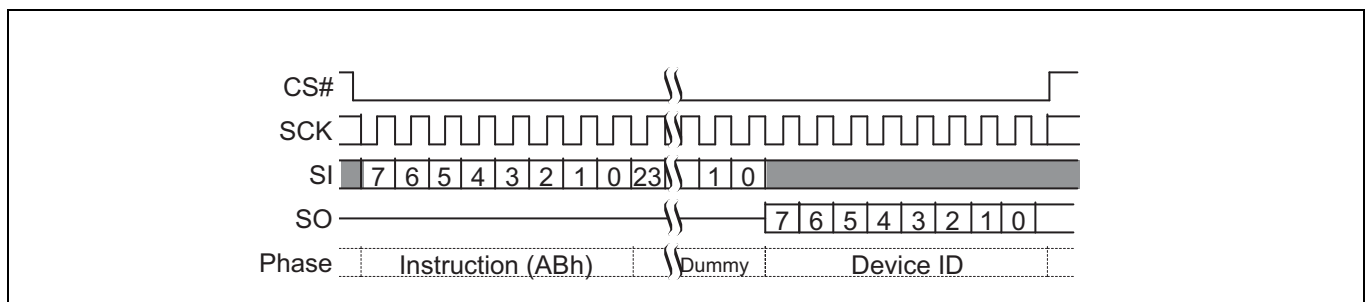 CS#
SCK
SI 7 6 5 4 3 2 1 0 23 1 0
SO 7 6 5 4 3 2 1 0
Phase Instruction (ABh) Dummy Device ID